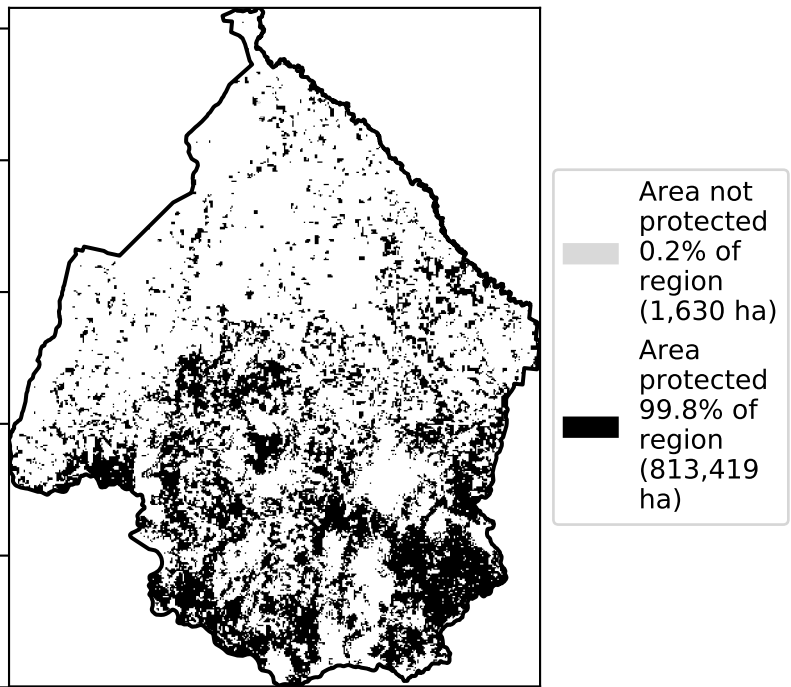 Area not
protected
0.2% of
region
(1,630 ha)
Area
protected
99.8% of
region
(813,419
ha)